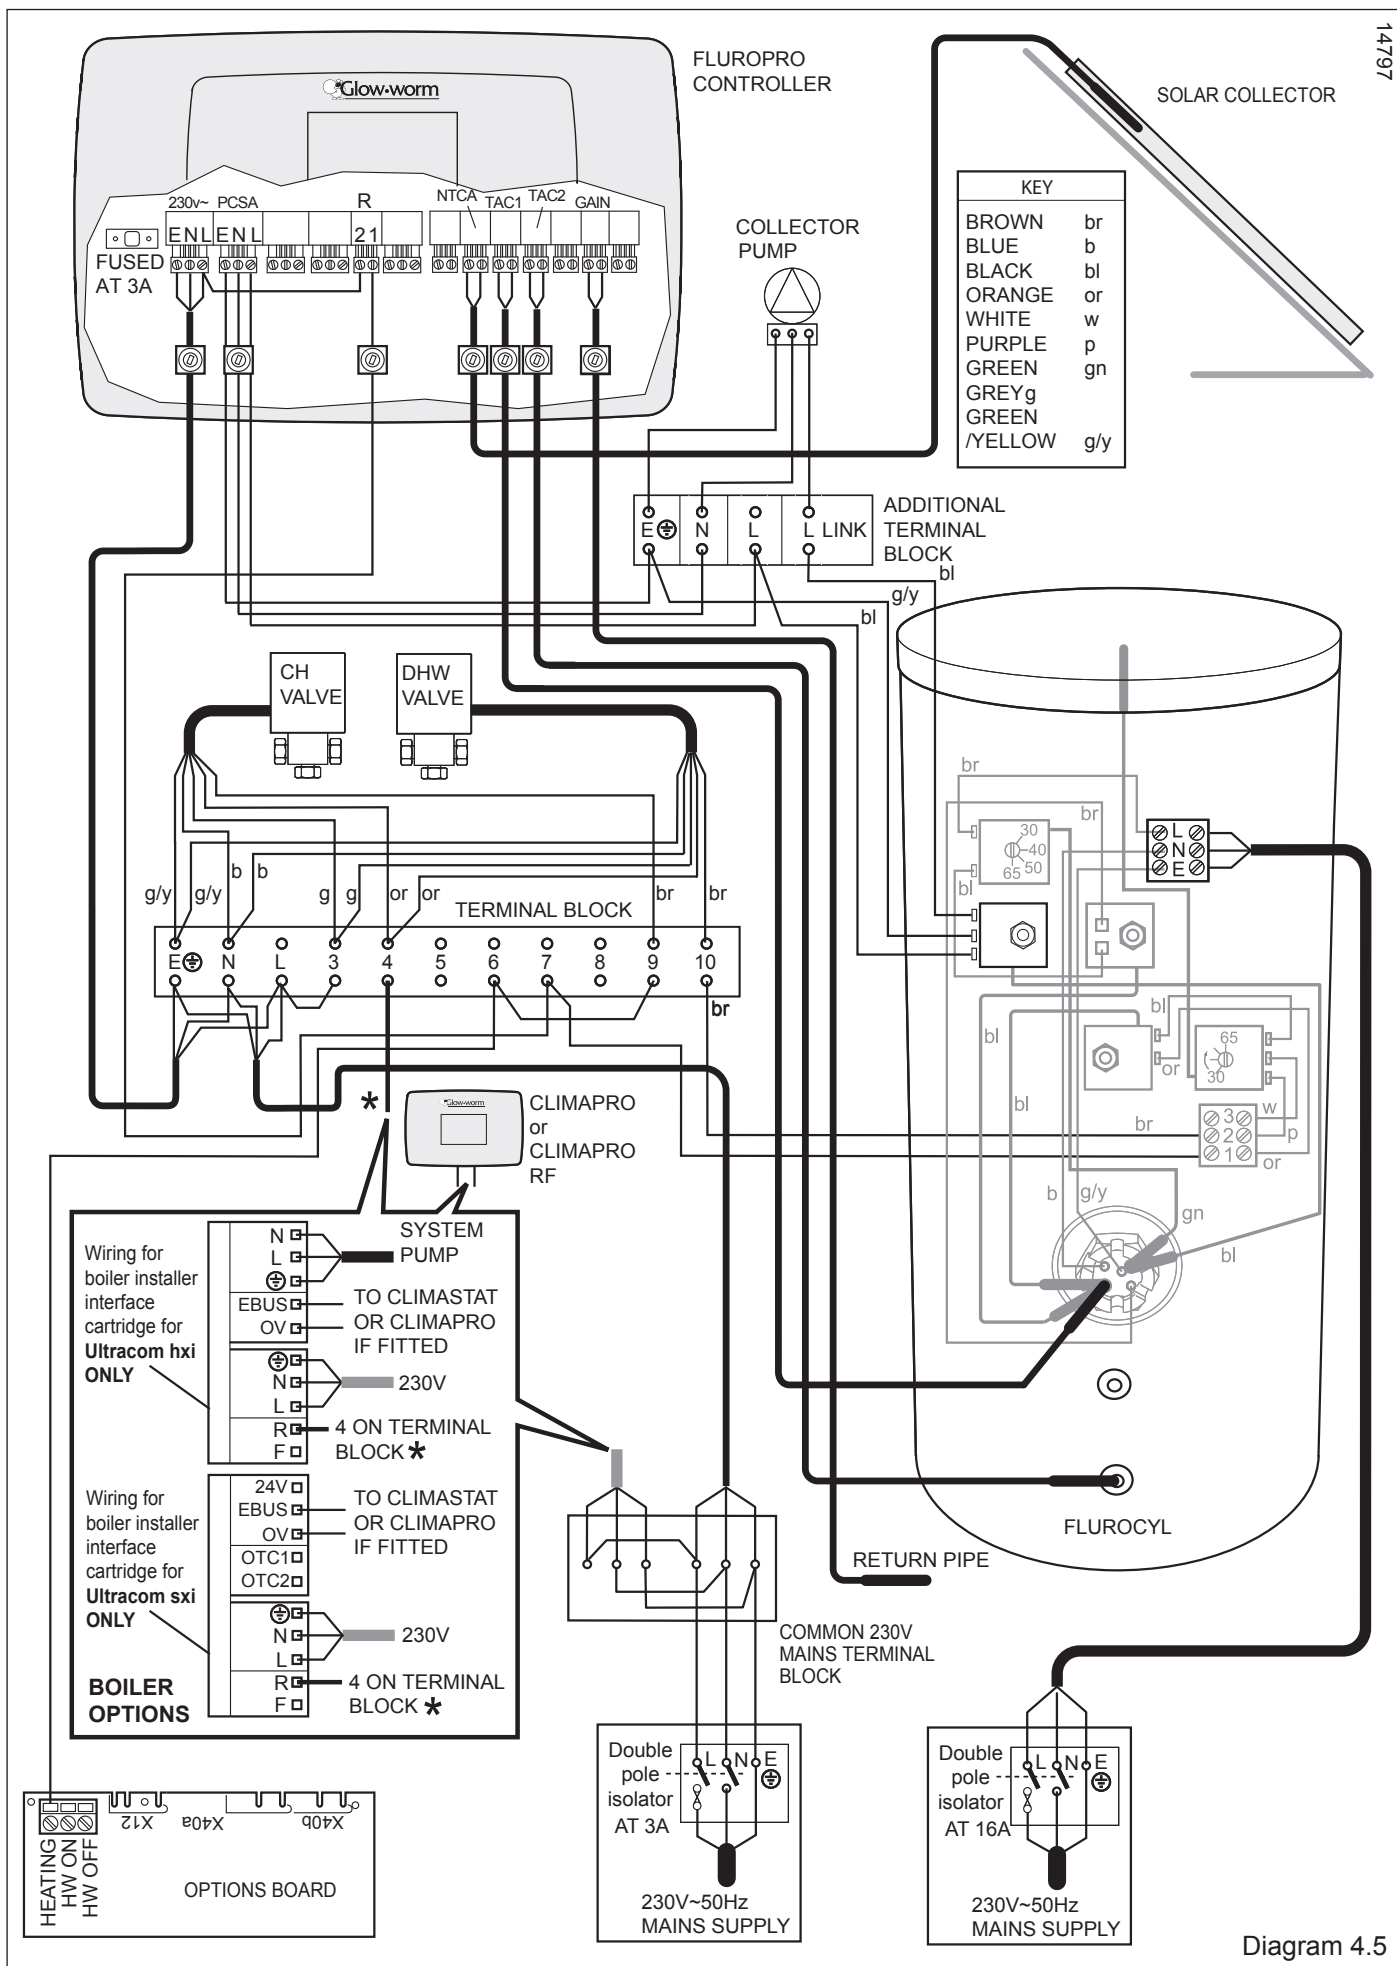 14797
FLUROPRO
CONTROLLER
Glow-worm
SOLAR COLLECTOR
230v~ PCSA
R
NTCA
TAC1
TAC2
GAIN
E N L E N L
2 1
FUSED
AT 3A
COLLECTOR
PUMP
KEY
BROWN br
BLUE b
BLACK bl
ORANGE or
WHITE w
PURPLE p
GREEN gn
GREYg
GREEN
/YELLOW g/y
ADDITIONAL
TERMINAL
BLOCK
E N L L LINK
bl
g/y
bl
CH
VALVE
DHW
VALVE
g/y
g/y
b
b
g
g
or
or
br
br
TERMINAL BLOCK
E N L 3 4 5 6 7 8 9 10
br
br
br
30
40
50
65
bl
L
N
E
bl
bl
or
65
30
bl
bl
br
3
2
1
w
p
or
b
g/y
gn
bl
FLUROCYL
*
Glow-worm
CLIMAPRO
or
CLIMAPRO
RF
Wiring for
boiler installer
interface
cartridge for
Ultracom hxi
ONLY
N
L
SYSTEM
PUMP
EBUS
OV
TO CLIMASTAT
OR CLIMAPRO
IF FITTED
N
L
230V
R
F
4 ON TERMINAL
BLOCK *
Wiring for
boiler installer
interface
cartridge for
Ultracom sxi
ONLY
24V
EBUS
OV
OTC1
OTC2
TO CLIMASTAT
OR CLIMAPRO
IF FITTED
N
L
230V
R
F
4 ON TERMINAL
BLOCK *
BOILER
OPTIONS
RETURN PIPE
COMMON 230V
MAINS TERMINAL
BLOCK
Double
pole
isolator
AT 3A
L N E
230V~50Hz
MAINS SUPPLY
Double
pole
isolator
AT 16A
L N E
230V~50Hz
MAINS SUPPLY
X12
X40a
X40b
HEATING
HW ON
HW OFF
OPTIONS BOARD
Diagram 4.5